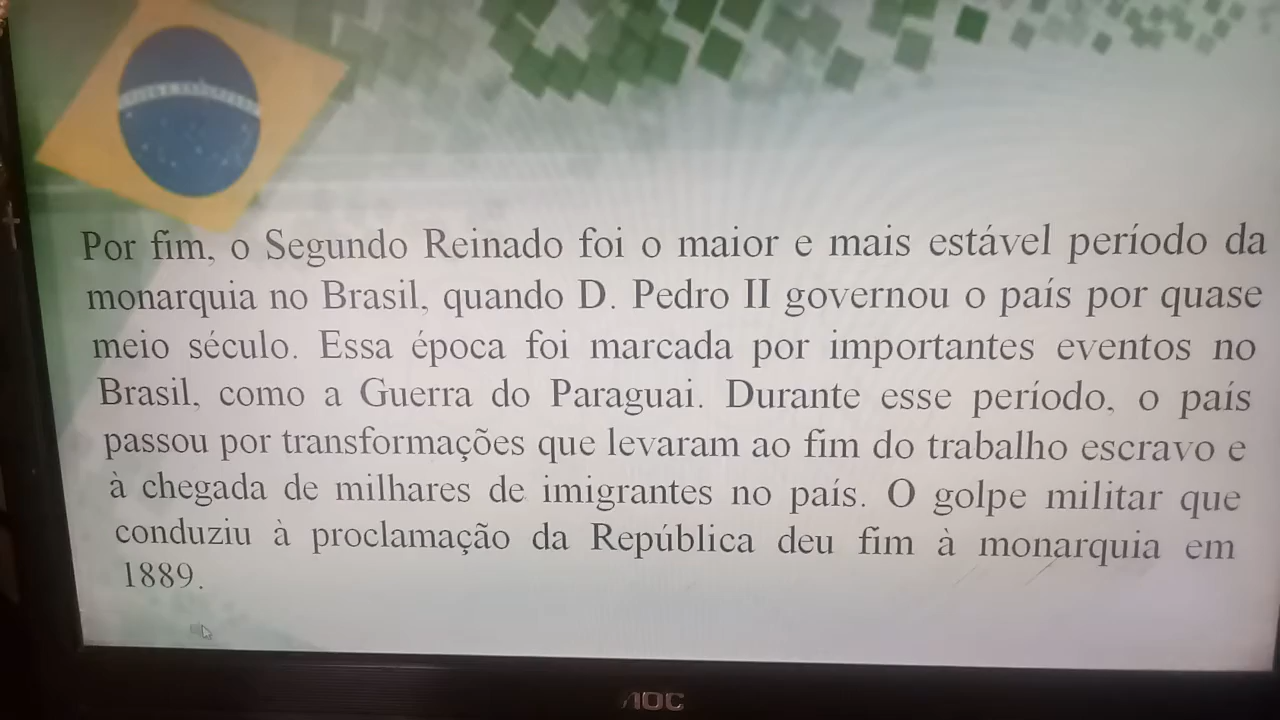 Por fim, o Segundo Reinado foi o maior e mais estável período da
monarquia no Brasil, quando D. Pedro II governou o país por quase
meio século. Essa época foi marcada por importantes eventos no
Brasil, como a Guerra do Paraguai. Durante esse período, o país
passou por transformações que levaram ao fim do trabalho escravo e
à chegada de milhares de imigrantes no país. O golpe militar que
conduziu à proclamação da República deu fim à monarquia em
1889.
AOC